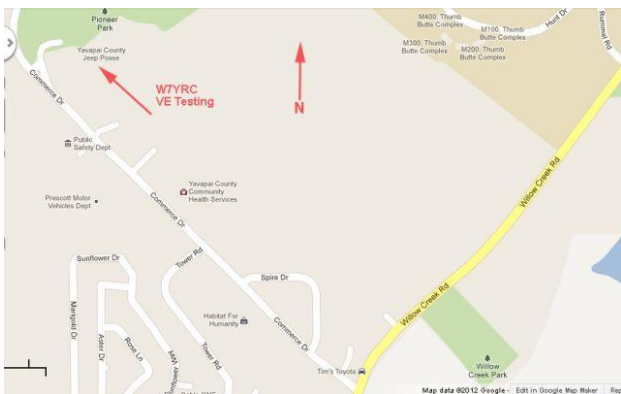 Pioneer
Park
Yavapai County
Jeep Posse
W7YRC
VE Testing
N
M400, Thumb
Butte Complex
M100, Thumb
Butte Complex
M300, Thumb
Butte Complex
M200, Thumb
Butte Complex
Hunt Dr
Rummel Rd
Commerce Dr
Public
Safety Dept
Yavapai County
Community
Health Services
Prescott Motor
Vehicles Dept
Commerce Dr
Willow Creek Rd
Sunflower Dr
Tower Rd
Spire Dr
Marigold Dr
Aster Dr
Rose Ln
Habitat For
Humanity
Commerce Dr
Tower Rd
Willow Creek Rd
Tim's Toyota
Willow
Creek Park
Map data ©2012 Google -
Edit in Google Map Maker